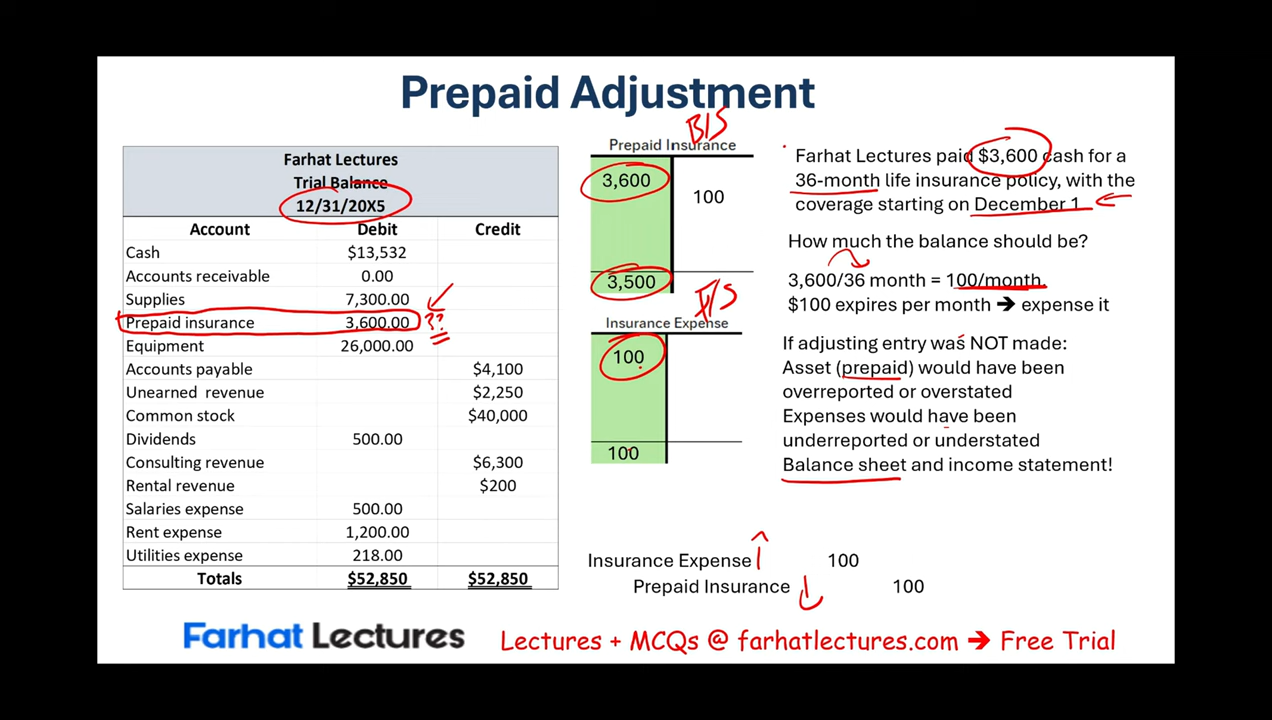 Prepaid Adjustment
Farhat Lectures
Trial Balance
12/31/20X5
Account Debit Credit
Cash $13,532
Accounts receivable 0.00
Supplies 7,300.00
Prepaid insurance 3,600.00 ??
Equipment 26,000.00
Accounts payable $4,100
Unearned revenue $2,250
Common stock $40,000
Dividends 500.00
Consulting revenue $6,300
Rental revenue $200
Salaries expense 500.00
Rent expense 1,200.00
Utilities expense 218.00
Totals $52,850 $52,850
B/S
Prepaid Insurance
3,600
100
3,500
I/S
Insurance Expense
100
100
Farhat Lectures paid $3,600 cash for a
36-month life insurance policy, with the
coverage starting on December 1
How much the balance should be?
3,600/36 month = 100/month.
$100 expires per month ➔ expense it
If adjusting entry was NOT made:
Asset (prepaid) would have been
overreported or overstated
Expenses would have been
underreported or understated
Balance sheet and income statement!
Insurance Expense 100
Prepaid Insurance 100
Farhat Lectures
Lectures + MCQs @ farhatlectures.com ➔ Free Trial